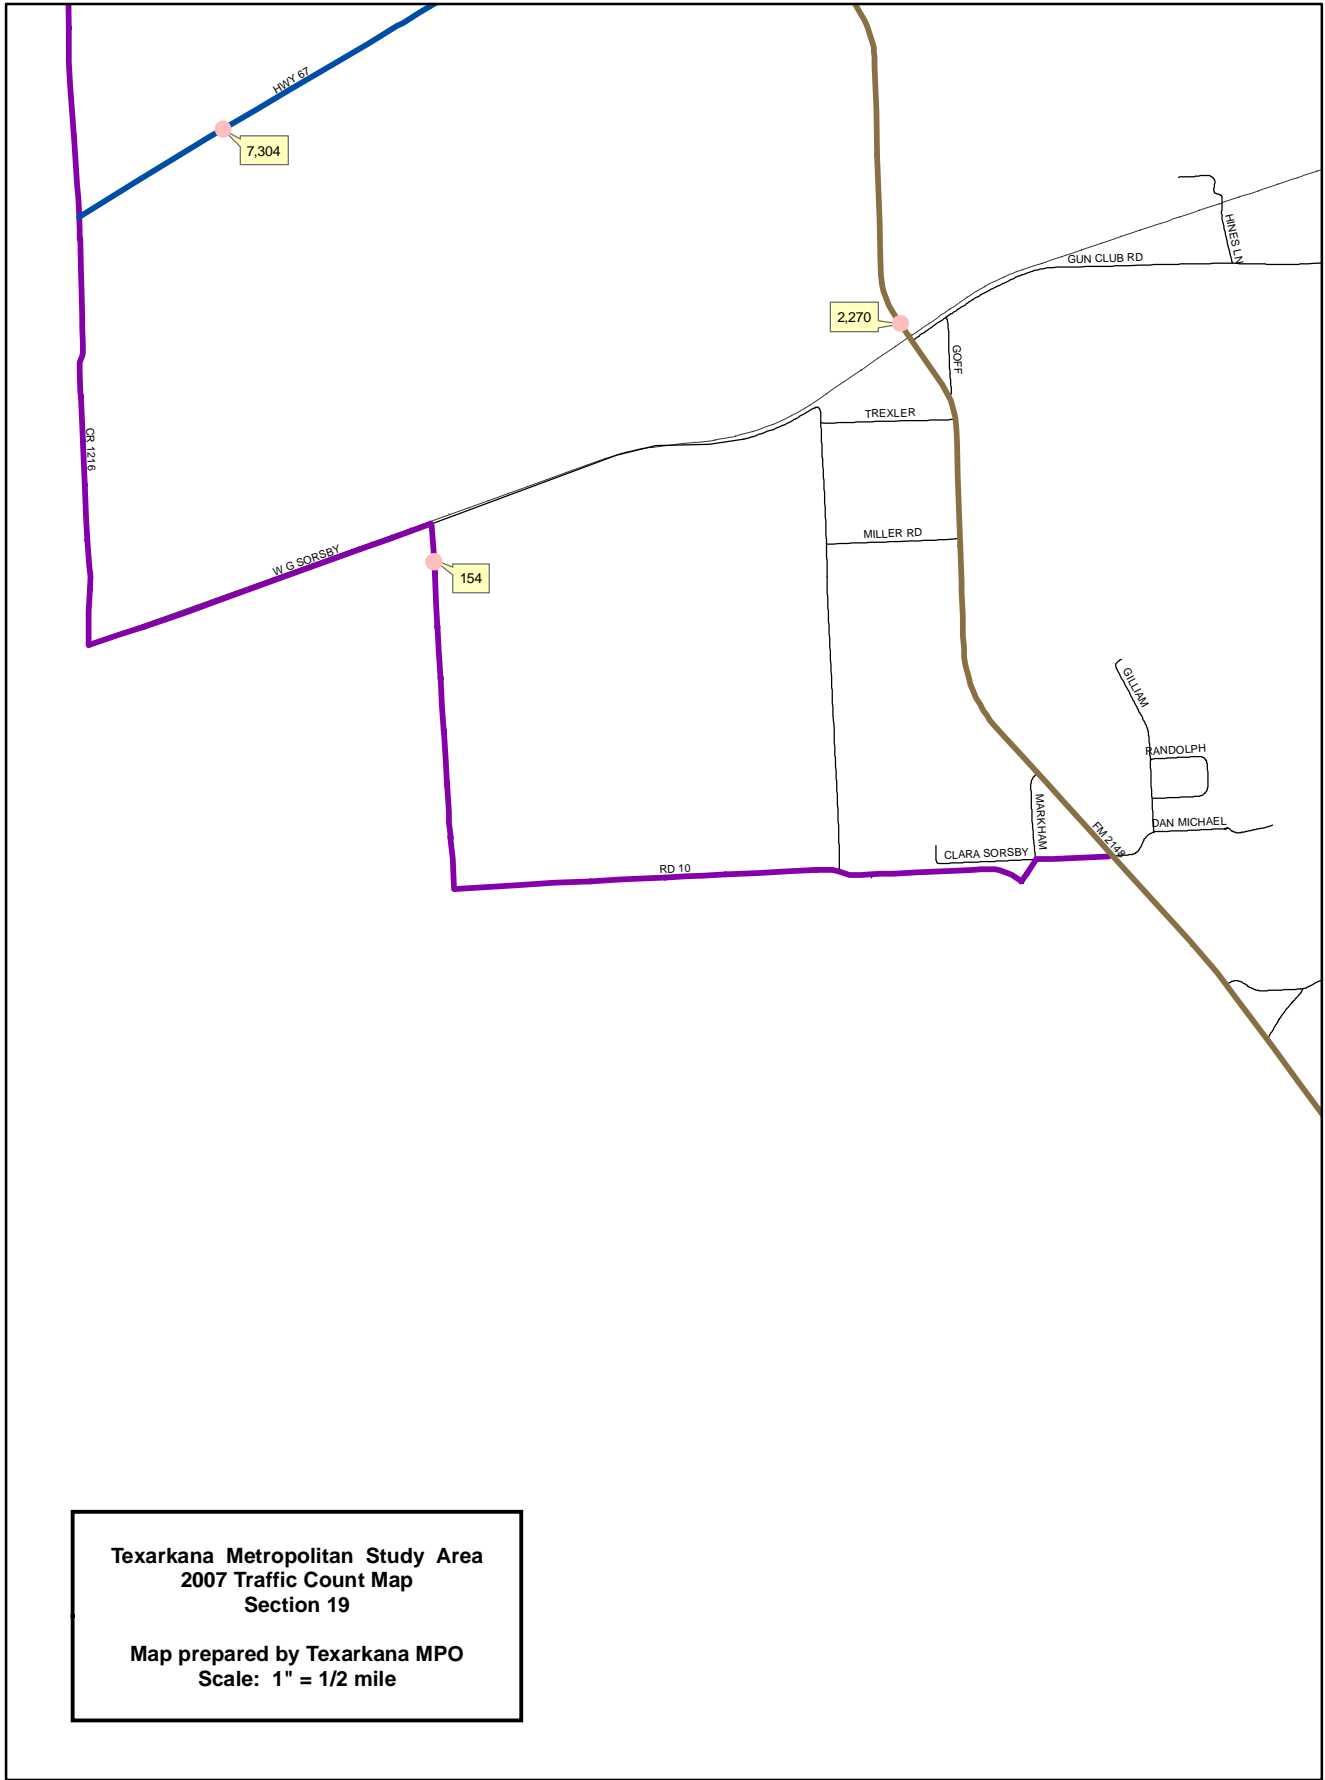 HWY 67
7,304
HINES LN
GUN CLUB RD
2,270
GOFF
TREXLER
CR 1216
MILLER RD
W G SORSBY
154
GILLIAM
RANDOLPH
MARKHAM
DAN MICHAEL
FM 2148
CLARA SORSBY
RD 10
Texarkana Metropolitan Study Area
2007 Traffic Count Map
Section 19
Map prepared by Texarkana MPO
Scale: 1" = 1/2 mile